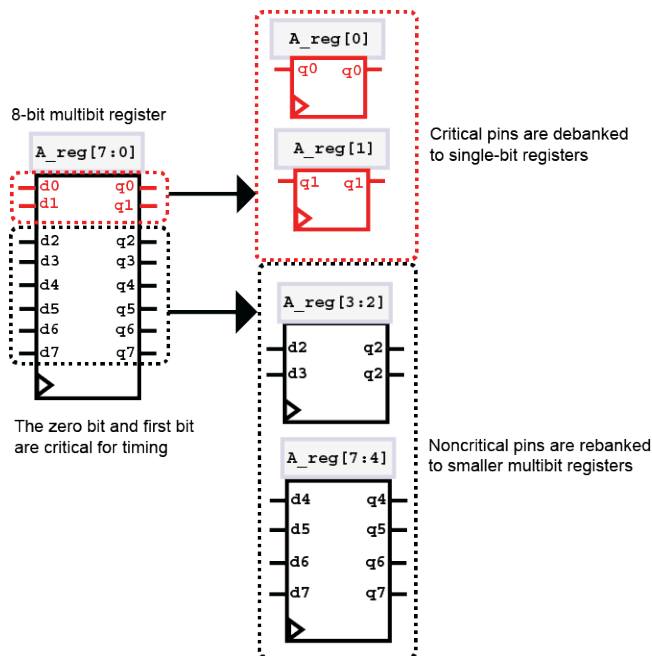 8-bit multibit register
A_reg[7:0]
d0 q0
d1 q1
d2 q2
d3 q3
d4 q4
d5 q5
d6 q6
d7 q7
The zero bit and first bit
are critical for timing
A_reg[0]
q0 q0
A_reg[1]
q1 q1
Critical pins are debanked
to single-bit registers
A_reg[3:2]
d2 q2
d3 q2
A_reg[7:4]
d4 q4
d5 q5
d6 q6
d7 q7
Noncritical pins are rebanked
to smaller multibit registers